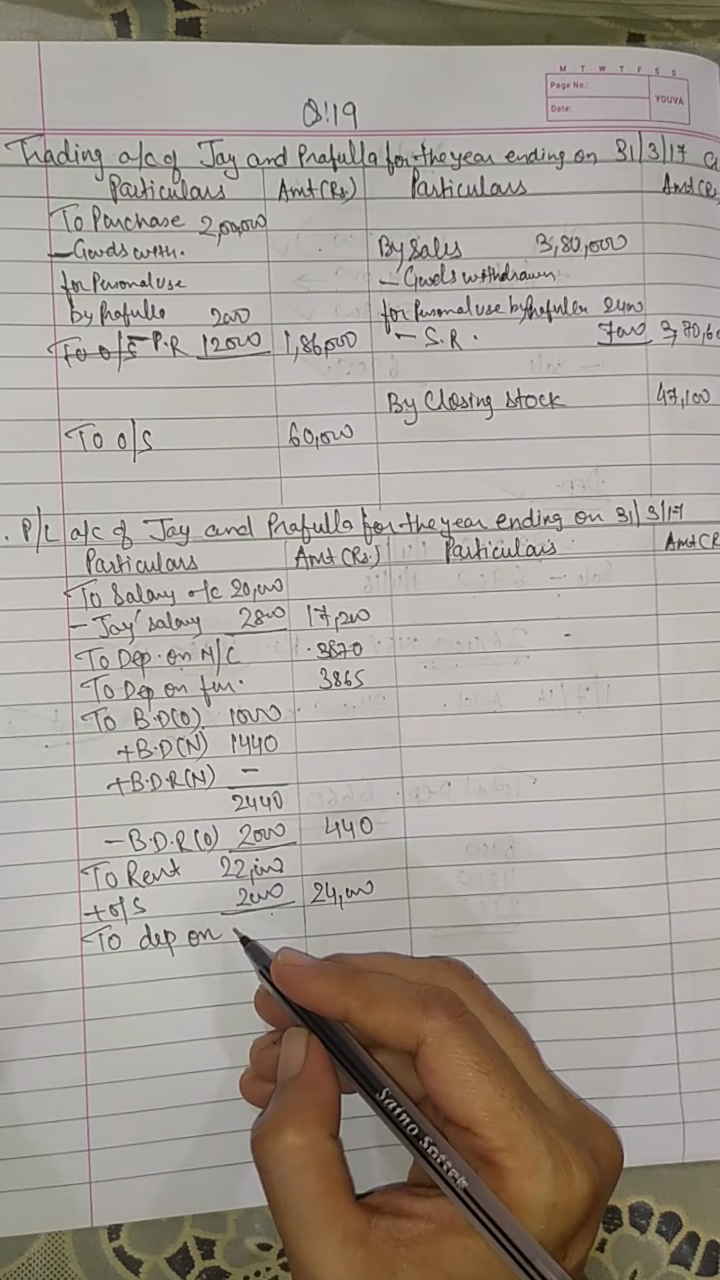 M T W T F S S
Page No.:
Date:
YOUVA
Q:19
Trading a/c of Jay and Prafulla for the year ending on 31/3/17
Particulars Amt(Rs.) Particulars Amt(R
To Purchase 2,00,000
- Goods with. By Sales 3,80,000
for Personal use - Goods withdrawn
by Prafulla 2000 for Personal use by Prafulla 2400
To O/S - P.R 12000 1,86,000 - S.R. 7000 3,70,60
By Closing stock 47,100
To O/S 60,000
. P/L a/c of Jay and Prafulla for the year ending on 31/3/17
Particulars Amt(Rs.) Particulars Amt(R
To Salary o/c 20,000
- Jay' salary 2800 17,200
To Dep. on M/C 3870
To Dep on fur. 3865
To B.D(O) 1000
+B.D(N) 1440
+B.D.R(N) -
2440
- B.D.R(O) 2000 440
To Rent 22,000
+O/S 2000 24,000
To dep on
Saino Softek